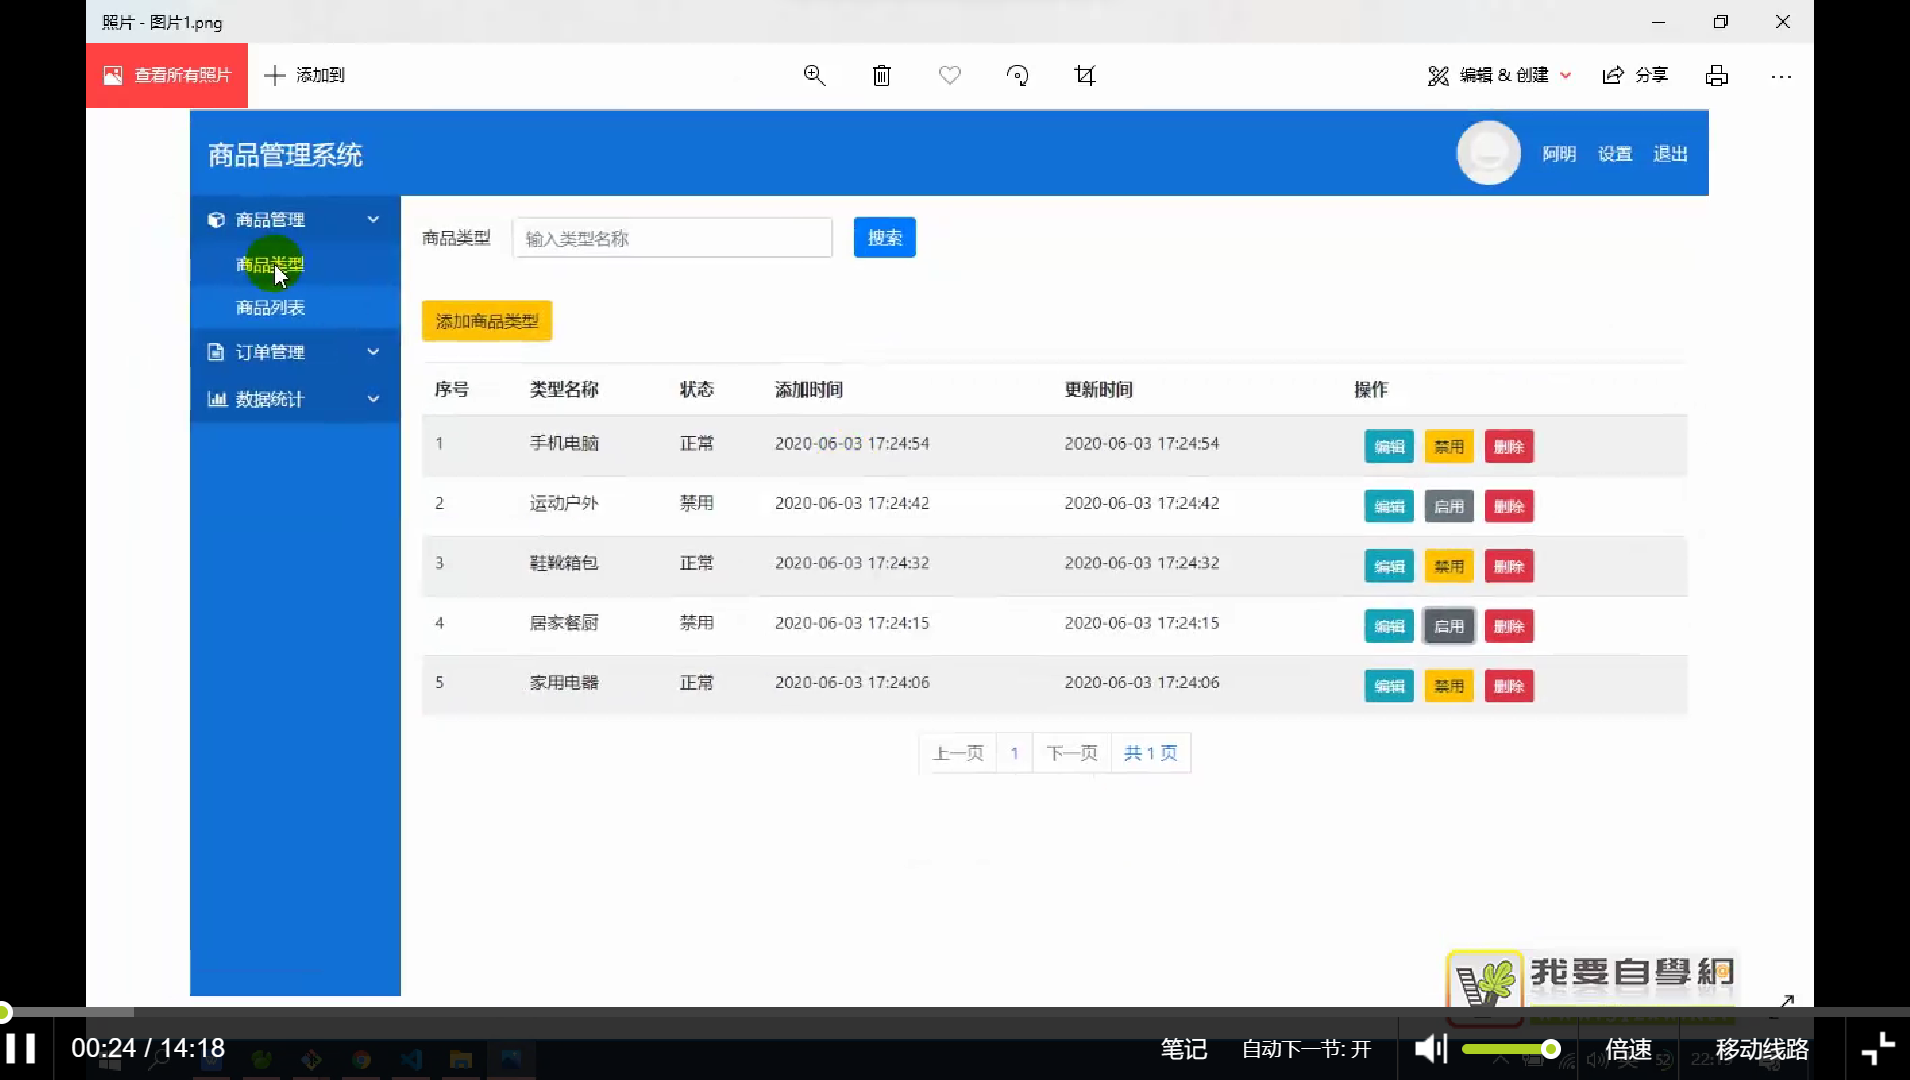 照片 - 图片1.png
查看所有照片 添加到 编辑 & 创建 分享
商品管理系统 阿明 设置 退出
商品管理
商品类型
商品列表
订单管理
数据统计
商品类型 输入类型名称 搜索
添加商品类型
序号 类型名称 状态 添加时间 更新时间 操作
1 手机电脑 正常 2020-06-03 17:24:54 2020-06-03 17:24:54 编辑 禁用 删除
2 运动户外 禁用 2020-06-03 17:24:42 2020-06-03 17:24:42 编辑 启用 删除
3 鞋靴箱包 正常 2020-06-03 17:24:32 2020-06-03 17:24:32 编辑 禁用 删除
4 居家餐厨 禁用 2020-06-03 17:24:15 2020-06-03 17:24:15 编辑 启用 删除
5 家用电器 正常 2020-06-03 17:24:06 2020-06-03 17:24:06 编辑 禁用 删除
上一页 1 下一页 共 1 页
我要自學網
00:24 / 14:18 笔记 自动下一节: 开 倍速 移动线路